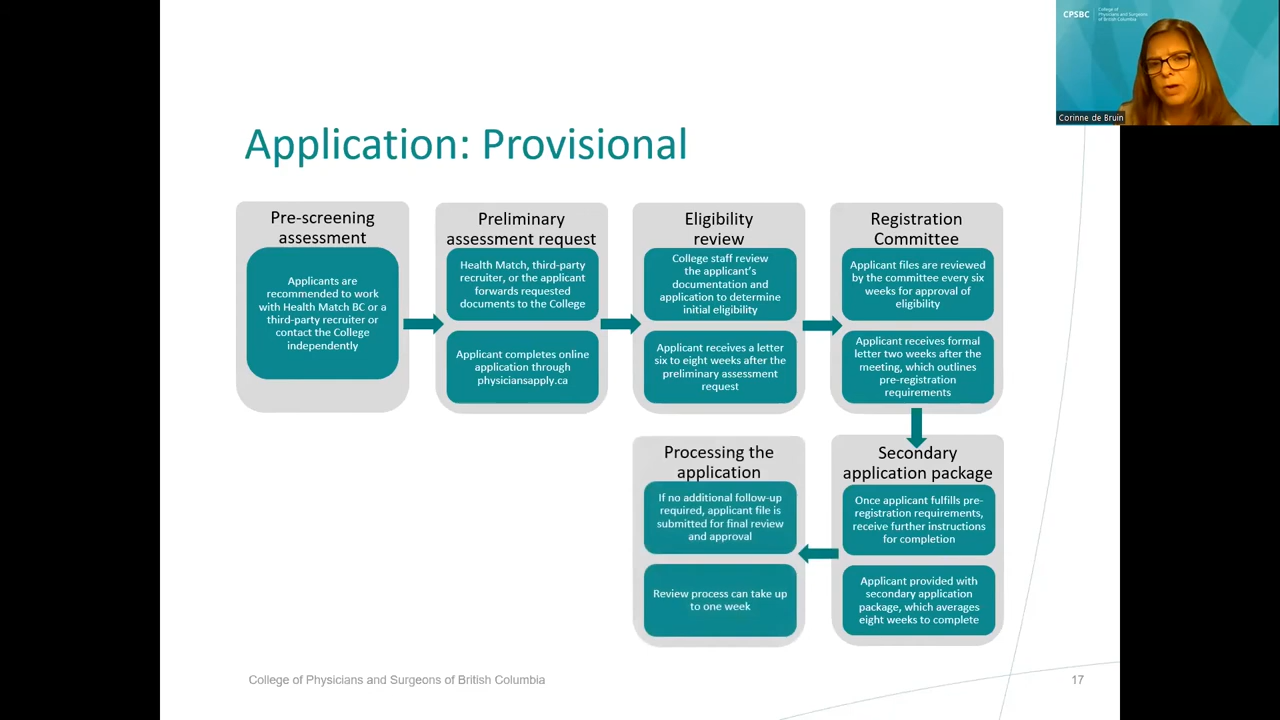 CPSBC
College of
Physicians and Surgeons
of British Columbia
Corinne de Bruin
Application: Provisional
Pre-screening
assessment
Applicants are
recommended to work
with Health Match BC or a
third-party recruiter or
contact the College
independently
Preliminary
assessment request
Health Match, third-party
recruiter, or the applicant
forwards requested
documents to the College
Applicant completes online
application through
physiciansapply.ca
Eligibility
review
College staff review
the applicant's
documentation and
application to determine
initial eligibility
Applicant receives a letter
six to eight weeks after the
preliminary assessment
request
Registration
Committee
Applicant files are reviewed
by the committee every six
weeks for approval of
eligibility
Applicant receives formal
letter two weeks after the
meeting, which outlines
pre-registration
requirements
Secondary
application package
Once applicant fulfills pre-
registration requirements,
receive further instructions
for completion
Applicant provided with
secondary application
package, which averages
eight weeks to complete
Processing the
application
If no additional follow-up
required, applicant file is
submitted for final review
and approval
Review process can take up
to one week
College of Physicians and Surgeons of British Columbia
17